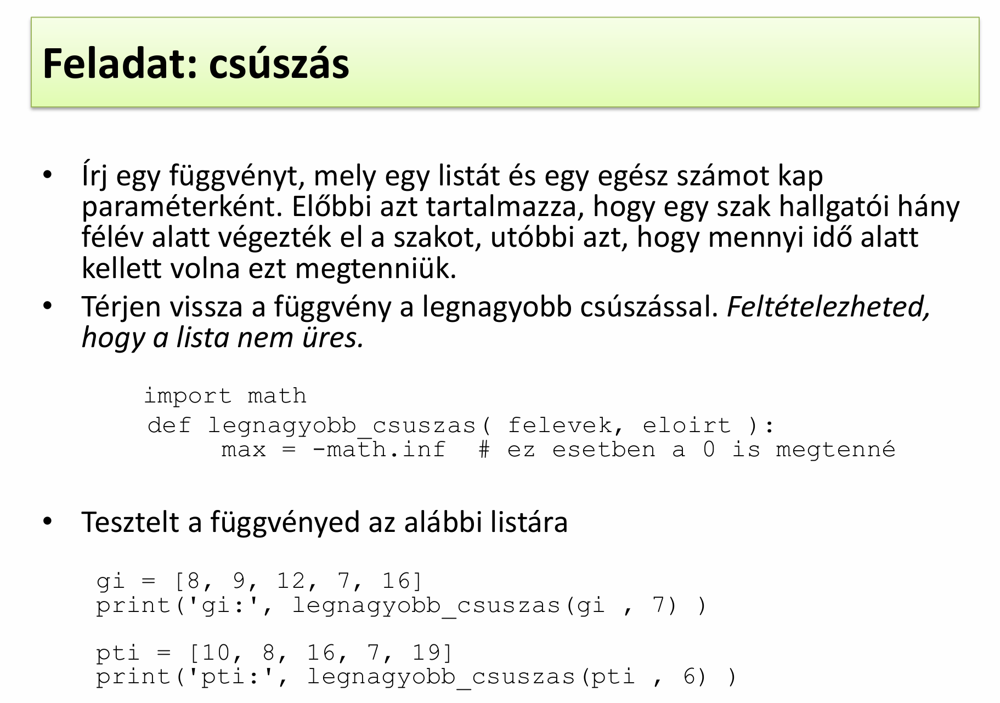 Feladat: csúszás
• Írj egy függvényt, mely egy listát és egy egész számot kap
paraméterként. Előbbi azt tartalmazza, hogy egy szak hallgatói hány
félév alatt végezték el a szakot, utóbbi azt, hogy mennyi idő alatt
kellett volna ezt megtenniük.
• Térjen vissza a függvény a legnagyobb csúszással. Feltételezheted,
hogy a lista nem üres.
import math
def legnagyobb_csuszas( felevek, eloirt ):
max = -math.inf  # ez esetben a 0 is megtenné
• Tesztelt a függvényed az alábbi listára
gi = [8, 9, 12, 7, 16]
print('gi:', legnagyobb_csuszas(gi , 7) )
pti = [10, 8, 16, 7, 19]
print('pti:', legnagyobb_csuszas(pti , 6) )